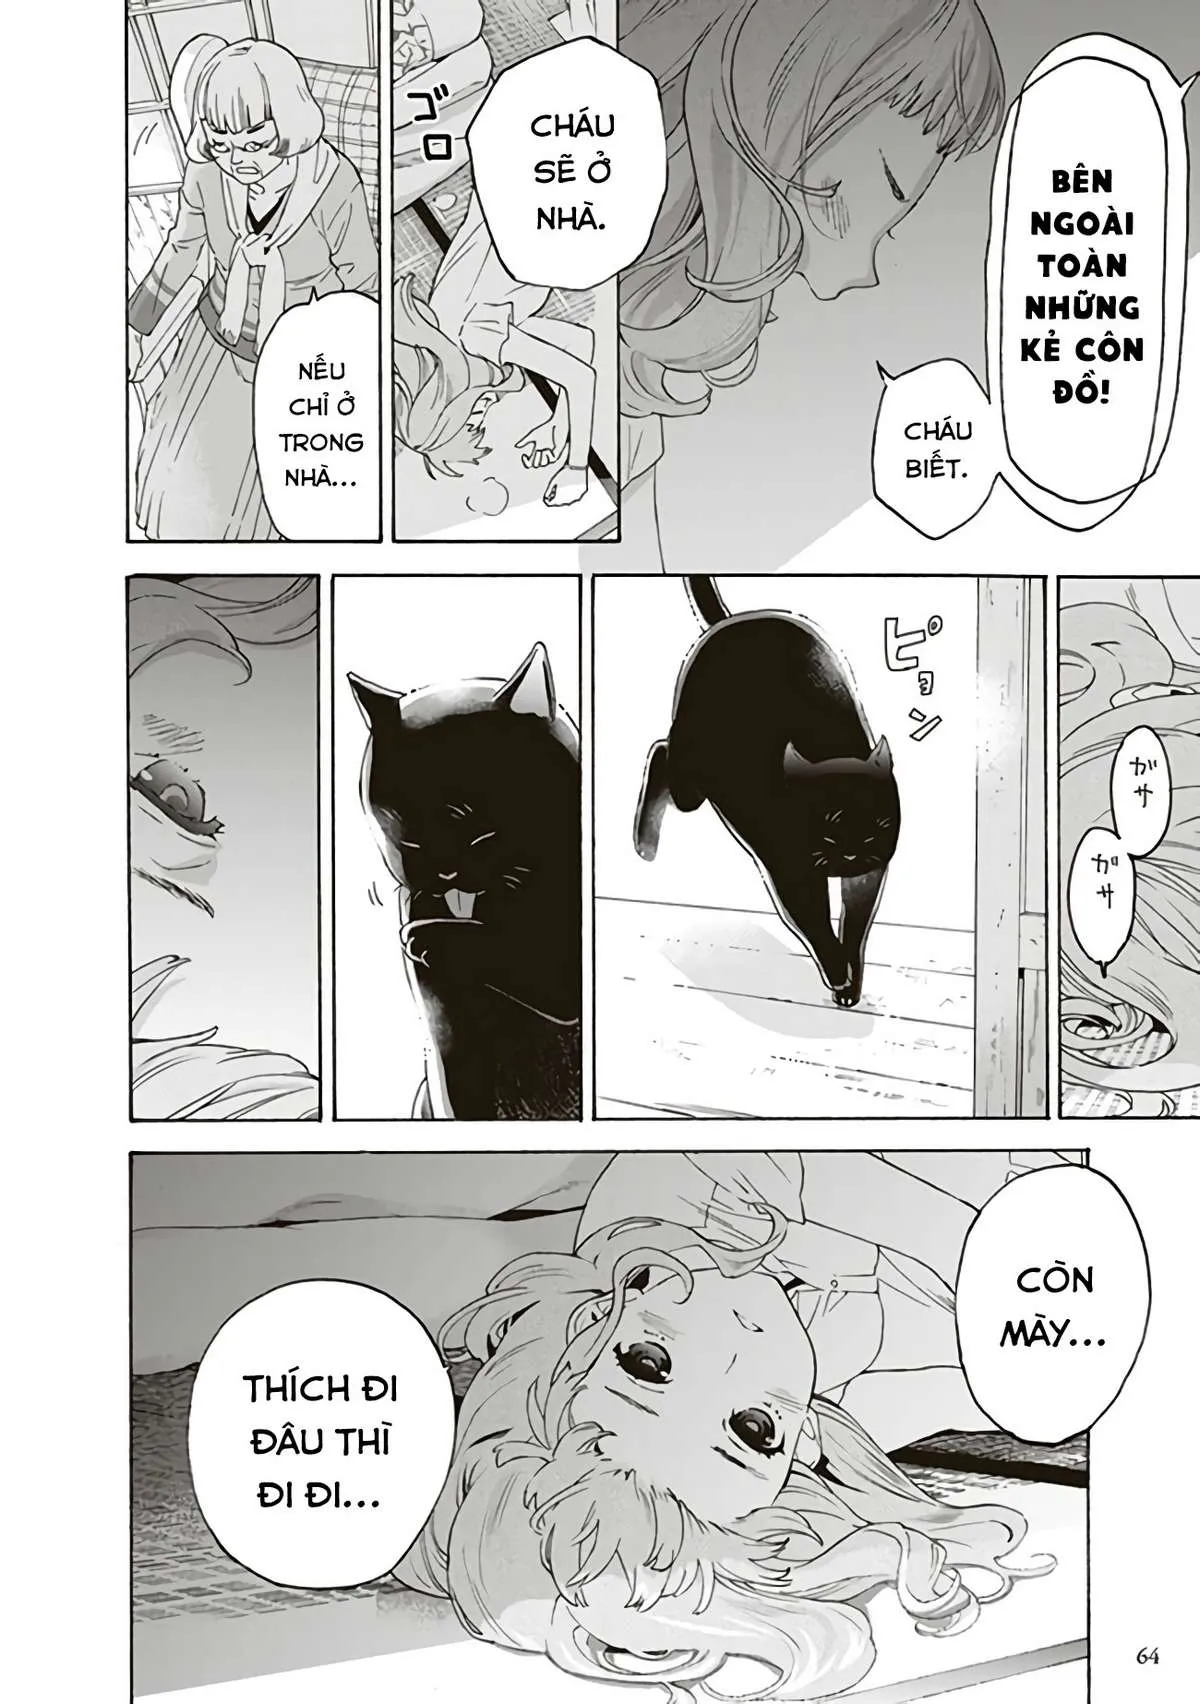 BÊN
NGOÀI
TOÀN
NHỮNG
KẺ CÔN
ĐỒ!
CHÁU
BIẾT.
CHÁU
SẼ Ở
NHÀ.
ゴロ
NẾU
CHỈ Ở
TRONG
NHÀ...
ガサ
ガサ
ピョン
CÒN
MÀY...
THÍCH ĐI
ĐÂU THÌ
ĐI ĐI...
64